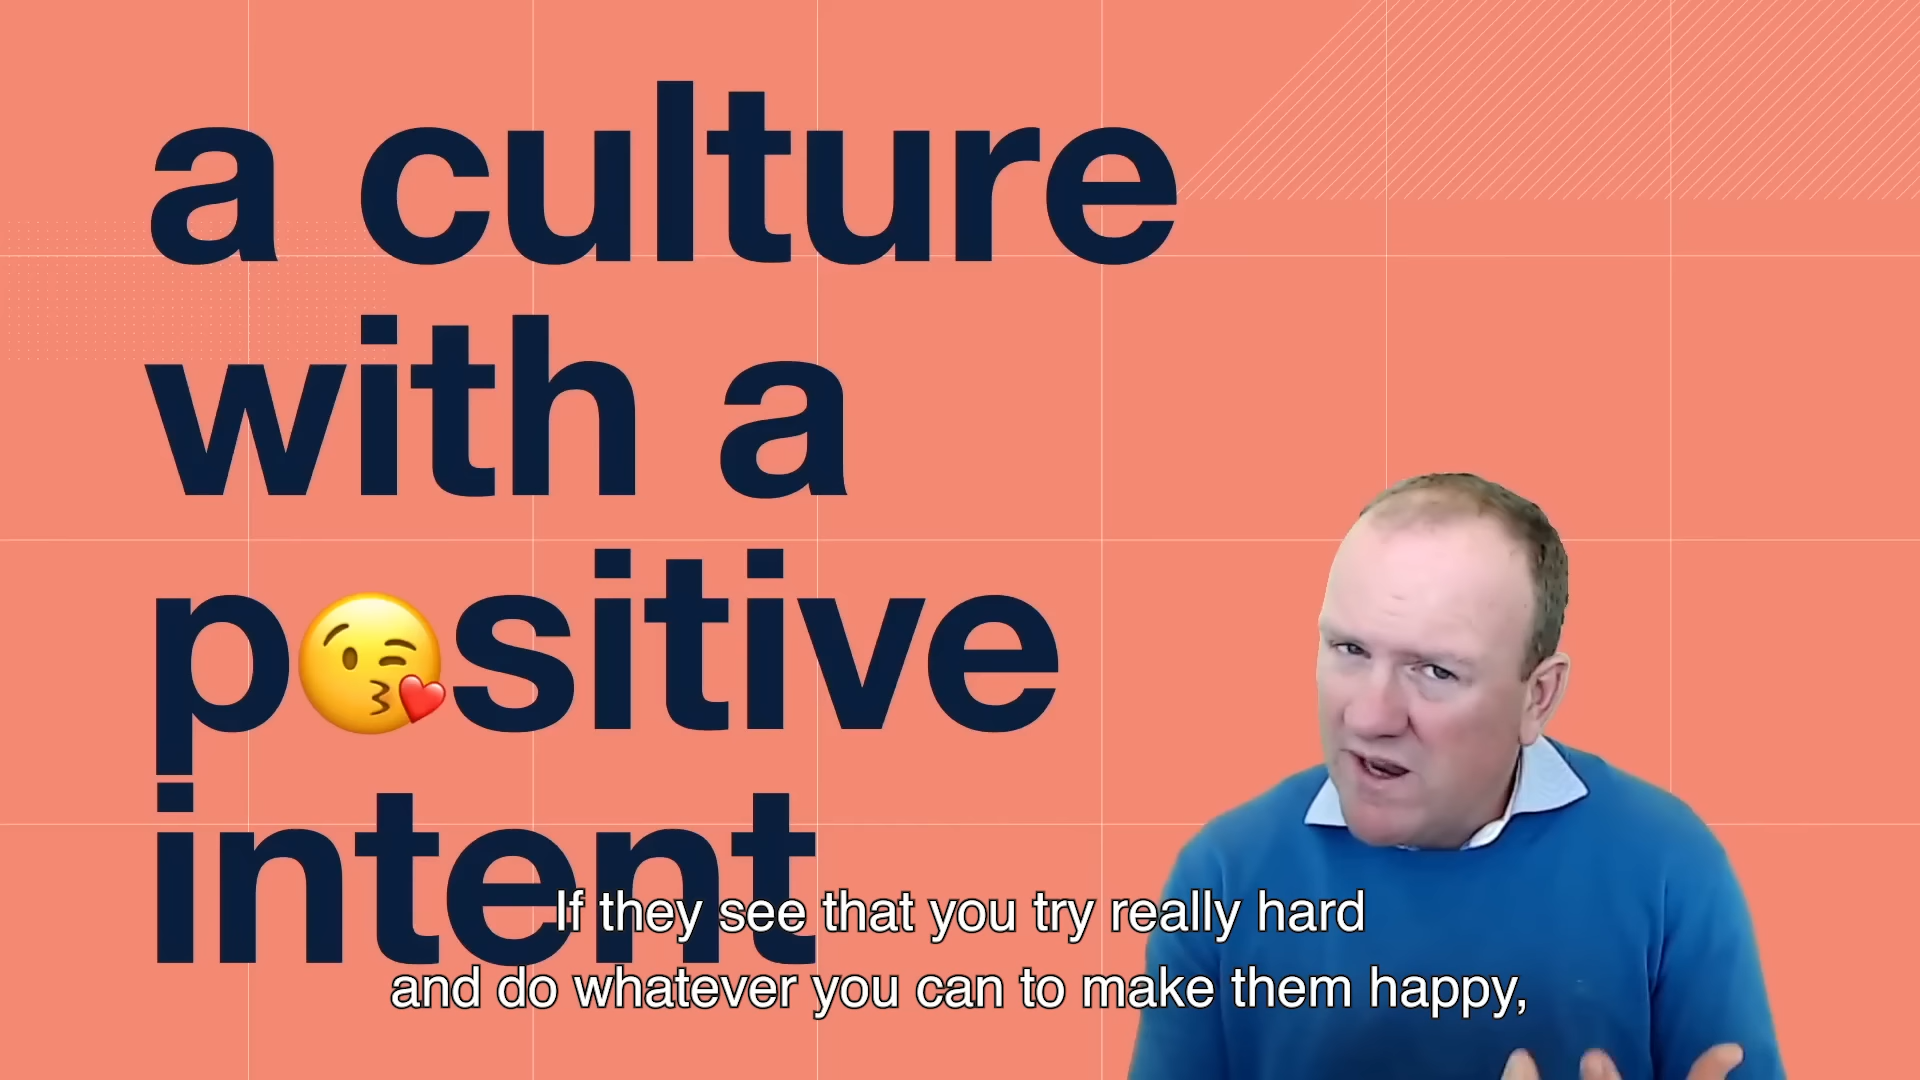 a culture
with a
p😘sitive
intent
If they see that you try really hard
and do whatever you can to make them happy,